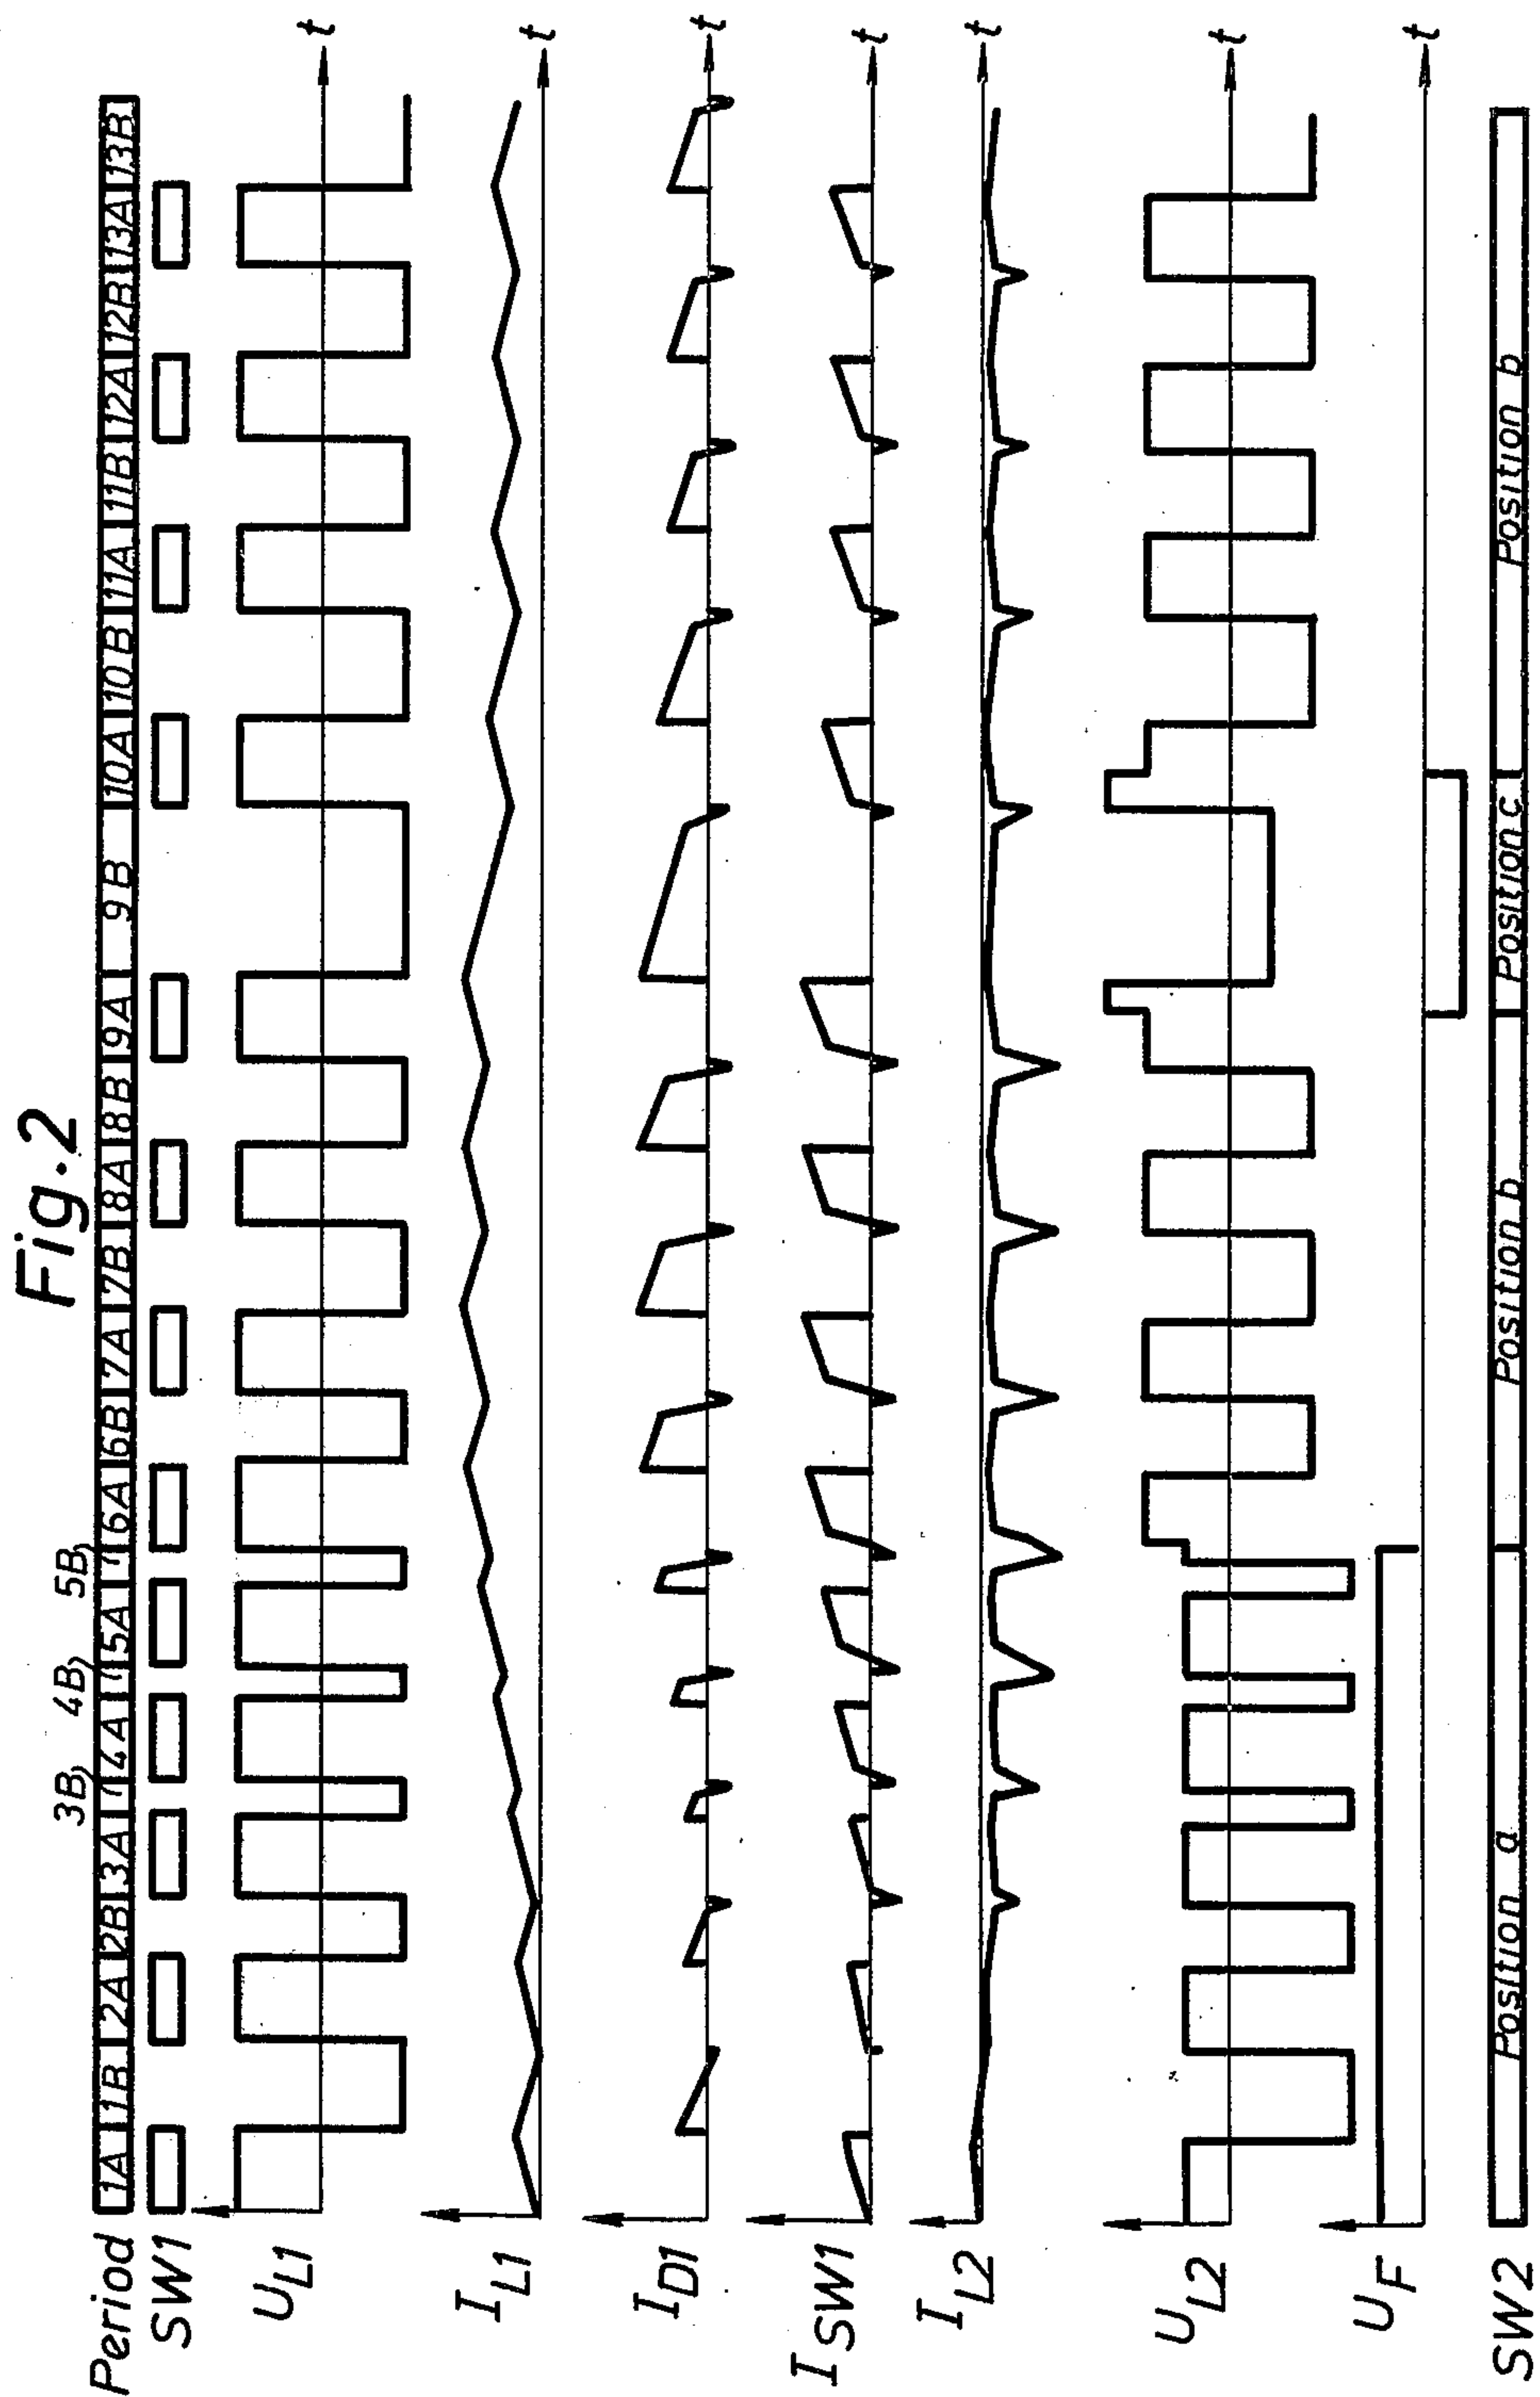 Fig.2
3B, 4B, 5B,
Period 1A 1B 2A 2B 3A 4A 5A 6A 6B 7A 7B 8A 8B 9A 9B 10A 10B 11A 11B 12A 12B 13A 13B
SW1
U_L1 t
I_L1 t
I_D1 t
I_SW1 t
I_L2 t
U_L2 t
U_F t
SW2 Position a Position b Position c Position b